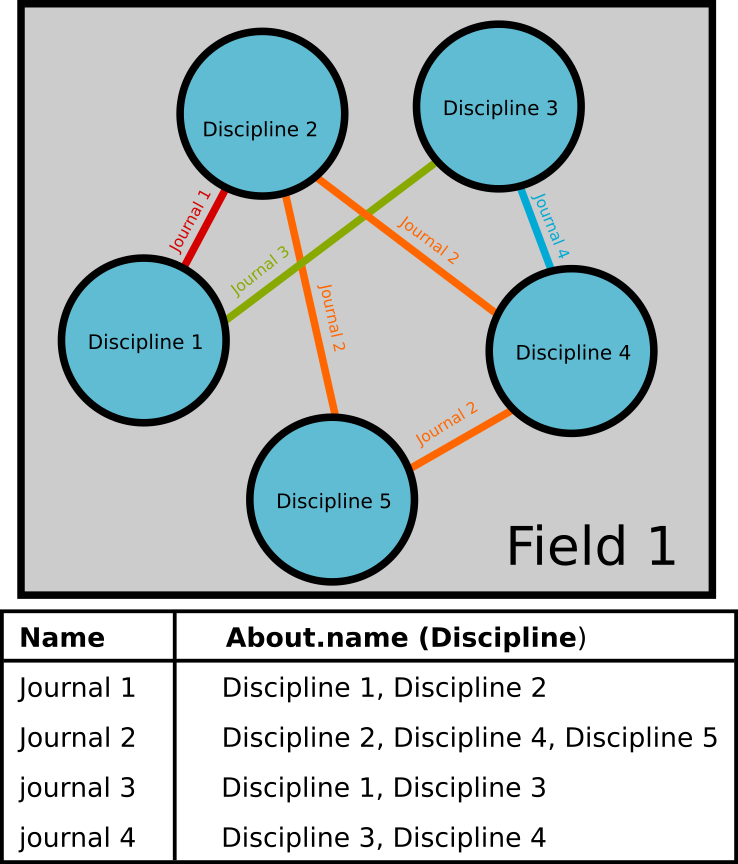 Discipline 2
Discipline 3
Journal 1
Journal 3
Journal 2
Journal 2
Journal 4
Discipline 1
Discipline 4
Journal 2
Discipline 5
Field 1
Name About.name (Discipline)
Journal 1 Discipline 1, Discipline 2
Journal 2 Discipline 2, Discipline 4, Discipline 5
journal 3 Discipline 1, Discipline 3
journal 4 Discipline 3, Discipline 4